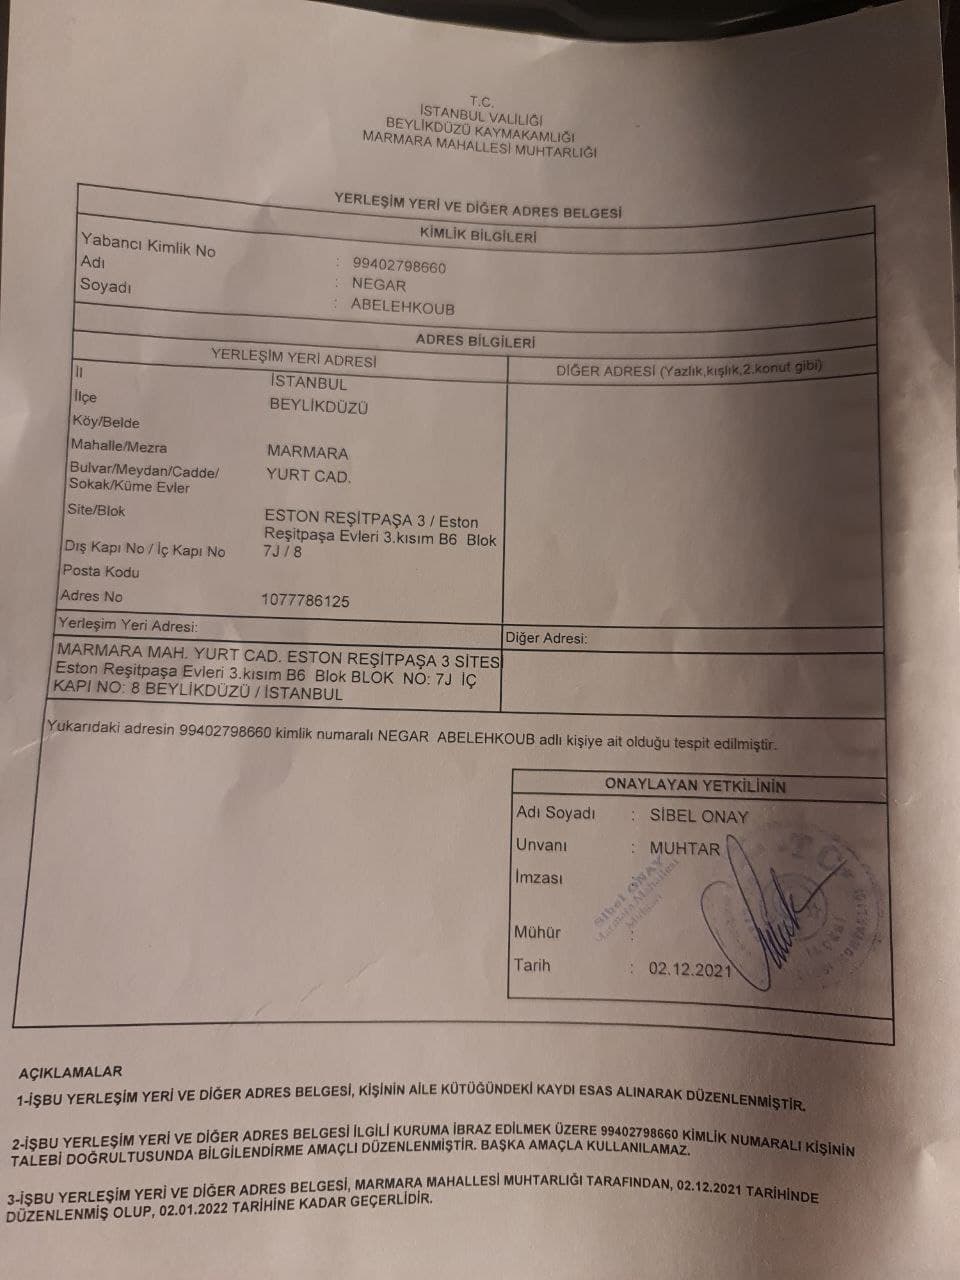 T.C.
İSTANBUL VALİLİĞİ
BEYLİKDÜZÜ KAYMAKAMLIĞI
MARMARA MAHALLESİ MUHTARLIĞI
YERLEŞİM YERİ VE DİĞER ADRES BELGESİ
KİMLİK BİLGİLERİ
Yabancı Kimlik No : 99402798660
Adı : NEGAR
Soyadı : ABELEHKOUB
ADRES BİLGİLERİ
YERLEŞİM YERİ ADRESİ
DİĞER ADRESİ (Yazlık,kışlık,2.konut gibi)
İl İSTANBUL
İlçe BEYLİKDÜZÜ
Köy/Belde
Mahalle/Mezra MARMARA
Bulvar/Meydan/Cadde/ YURT CAD.
Sokak/Küme Evler
Site/Blok ESTON REŞİTPAŞA 3 / Eston
Reşitpaşa Evleri 3.kısım B6 Blok
Dış Kapı No / İç Kapı No 7J / 8
Posta Kodu
Adres No 1077786125
Yerleşim Yeri Adresi:
Diğer Adresi:
MARMARA MAH. YURT CAD. ESTON REŞİTPAŞA 3 SİTES
Eston Reşitpaşa Evleri 3.kısım B6 Blok BLOK NO: 7J İÇ
KAPI NO: 8 BEYLİKDÜZÜ / İSTANBUL
Yukarıdaki adresin 99402798660 kimlik numaralı NEGAR ABELEHKOUB adlı kişiye ait olduğu tespit edilmiştir.
ONAYLAYAN YETKİLİNİN
Adı Soyadı : SİBEL ONAY
Unvanı : MUHTAR
İmzası
Sibel ONAY
Marmara Mahallesi
Muhtarı
T.C.
Mühür :
Tarih : 02.12.2021
AÇIKLAMALAR
1-İŞBU YERLEŞİM YERİ VE DİĞER ADRES BELGESİ, KİŞİNİN AİLE KÜTÜĞÜNDEKİ KAYDI ESAS ALINARAK DÜZENLENMİŞTİR.
2-İŞBU YERLEŞİM YERİ VE DİĞER ADRES BELGESİ İLGİLİ KURUMA İBRAZ EDİLMEK ÜZERE 99402798660 KİMLİK NUMARALI KİŞİNİN
TALEBİ DOĞRULTUSUNDA BİLGİLENDİRME AMAÇLI DÜZENLENMİŞTİR. BAŞKA AMAÇLA KULLANILAMAZ.
3-İŞBU YERLEŞİM YERİ VE DİĞER ADRES BELGESİ, MARMARA MAHALLESİ MUHTARLIĞI TARAFINDAN, 02.12.2021 TARİHİNDE
DÜZENLENMİŞ OLUP, 02.01.2022 TARİHİNE KADAR GEÇERLİDİR.